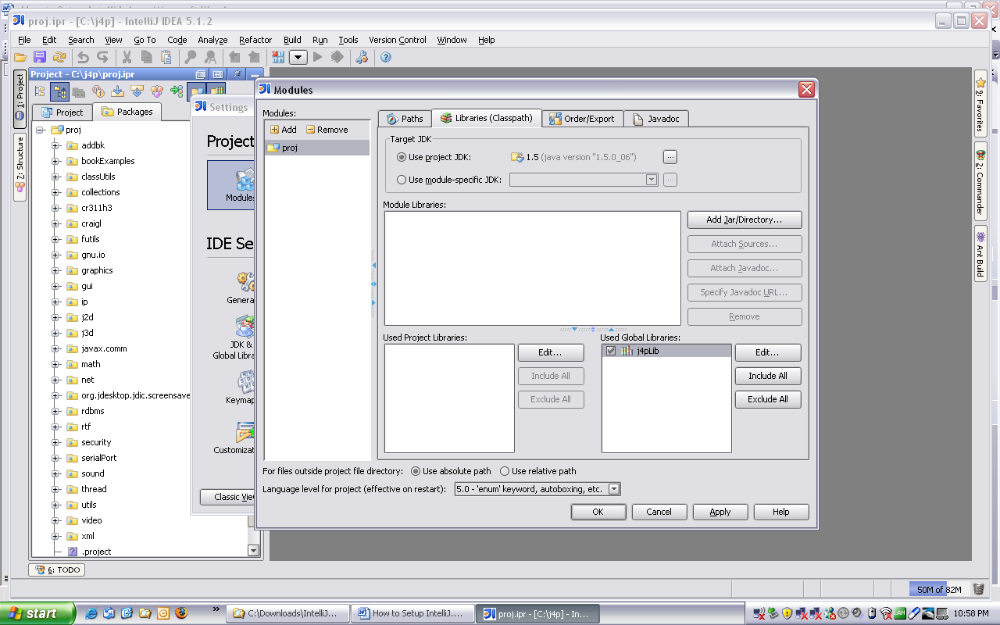 proj.ipr - [C:\j4p] - IntelliJ IDEA 5.1.2
File Edit Search View Go To Code Analyze Refactor Build Run Tools Version Control Window Help
Project - C:\j4p\proj.ipr
1: Project
Z: Structure
Project Packages
proj
addbk
bookExamples
classUtils
collections
cr311h3
craigl
futils
gnu.io
graphics
gui
ip
j2d
j3d
javax.comm
math
net
org.jdesktop.jdic.screensave
rdbms
rtf
security
serialPort
sound
thread
utils
video
xml
.project
6: TODO
Settings
Project
Modules
IDE Se
Genera
JDK &
Global Libra
Keymap
Customizat
Classic Vie
Modules
Modules:
Add Remove
proj
Paths Libraries (Classpath) Order/Export Javadoc
Target JDK
Use project JDK: 1.5 (java version "1.5.0_06") ...
Use module-specific JDK: ...
Module Libraries:
Add Jar/Directory...
Attach Sources...
Attach Javadoc...
Specify Javadoc URL...
Remove
Used Project Libraries:
Edit...
Include All
Exclude All
Used Global Libraries:
j4pLib
Edit...
Include All
Exclude All
For files outside project file directory: Use absolute path Use relative path
Language level for project (effective on restart): 5.0 - 'enum' keyword, autoboxing, etc.
OK Cancel Apply Help
9: Favorites
2: Commander
Ant Build
50M of 82M
start
C:\Downloads\IntelliJ...
How to Setup IntelliJ....
proj.ipr - [C:\j4p] - In...
LAN
10:58 PM